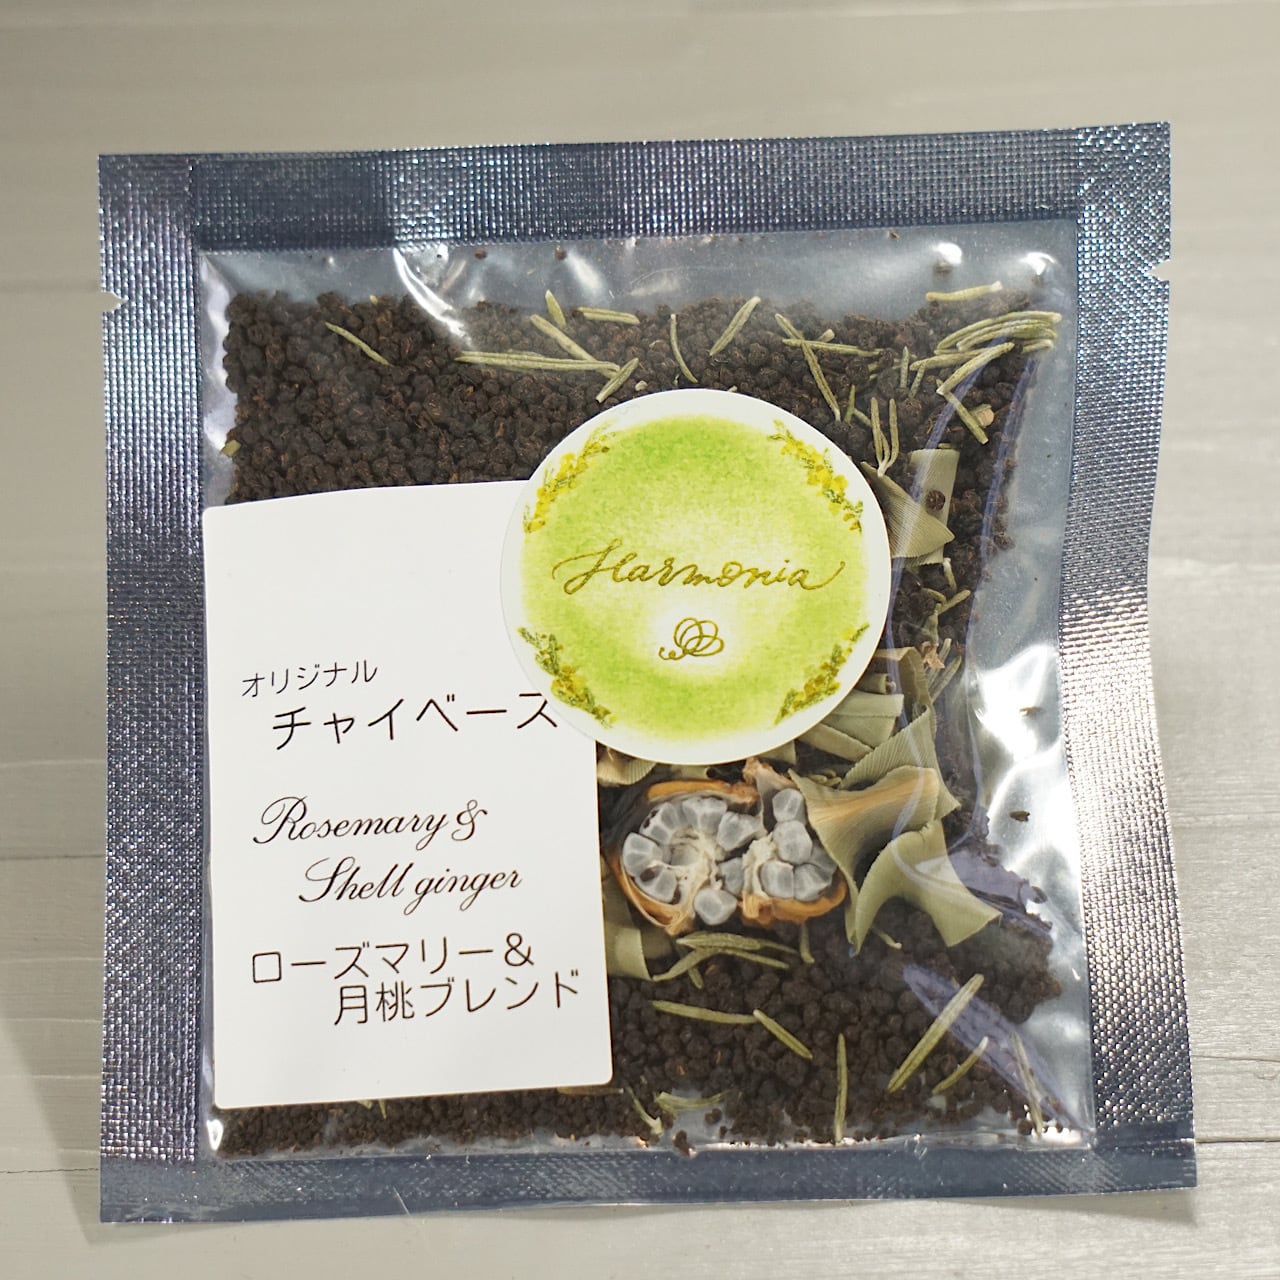 Harmonia
オリジナル
チャイベース
Rosemary &
Shell ginger
ローズマリー&
月桃ブレンド